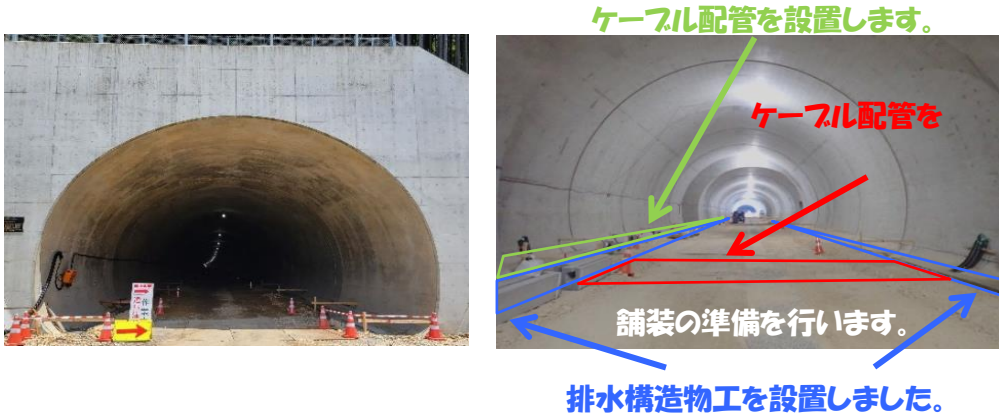 ケーブル配管を設置します。
ケーブル配管を
舗装の準備を行います。
排水構造物工を設置しました。